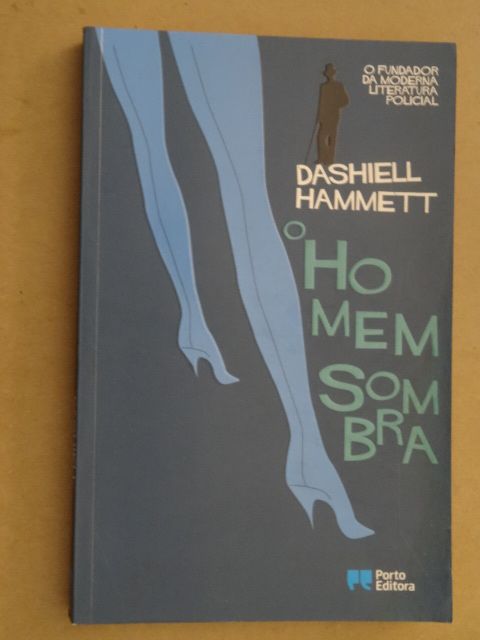 O FUNDADOR
DA MODERNA
LITERATURA
POLICIAL
DASHIELL
HAMMETT
O
HO
MEM
SOM
BRA
Porto
Editora